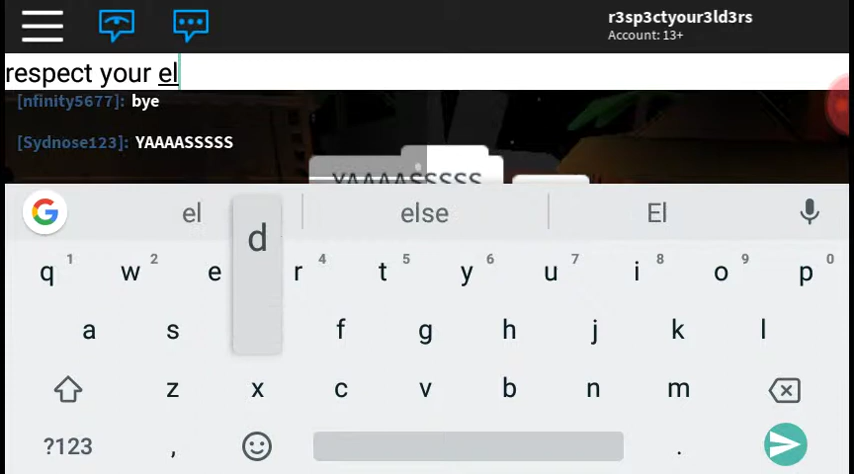 r3sp3ctyour3ld3rs
Account: 13+
respect your el
[nfinity5677]: bye
[Sydnose123]: YAAAASSSSS
YAAAASSSSS
el else El
d
1 2 4 5 6 7 8 9 0
q w e r t y u i o p
a s f g h j k l
z x c v b n m
?123 , .